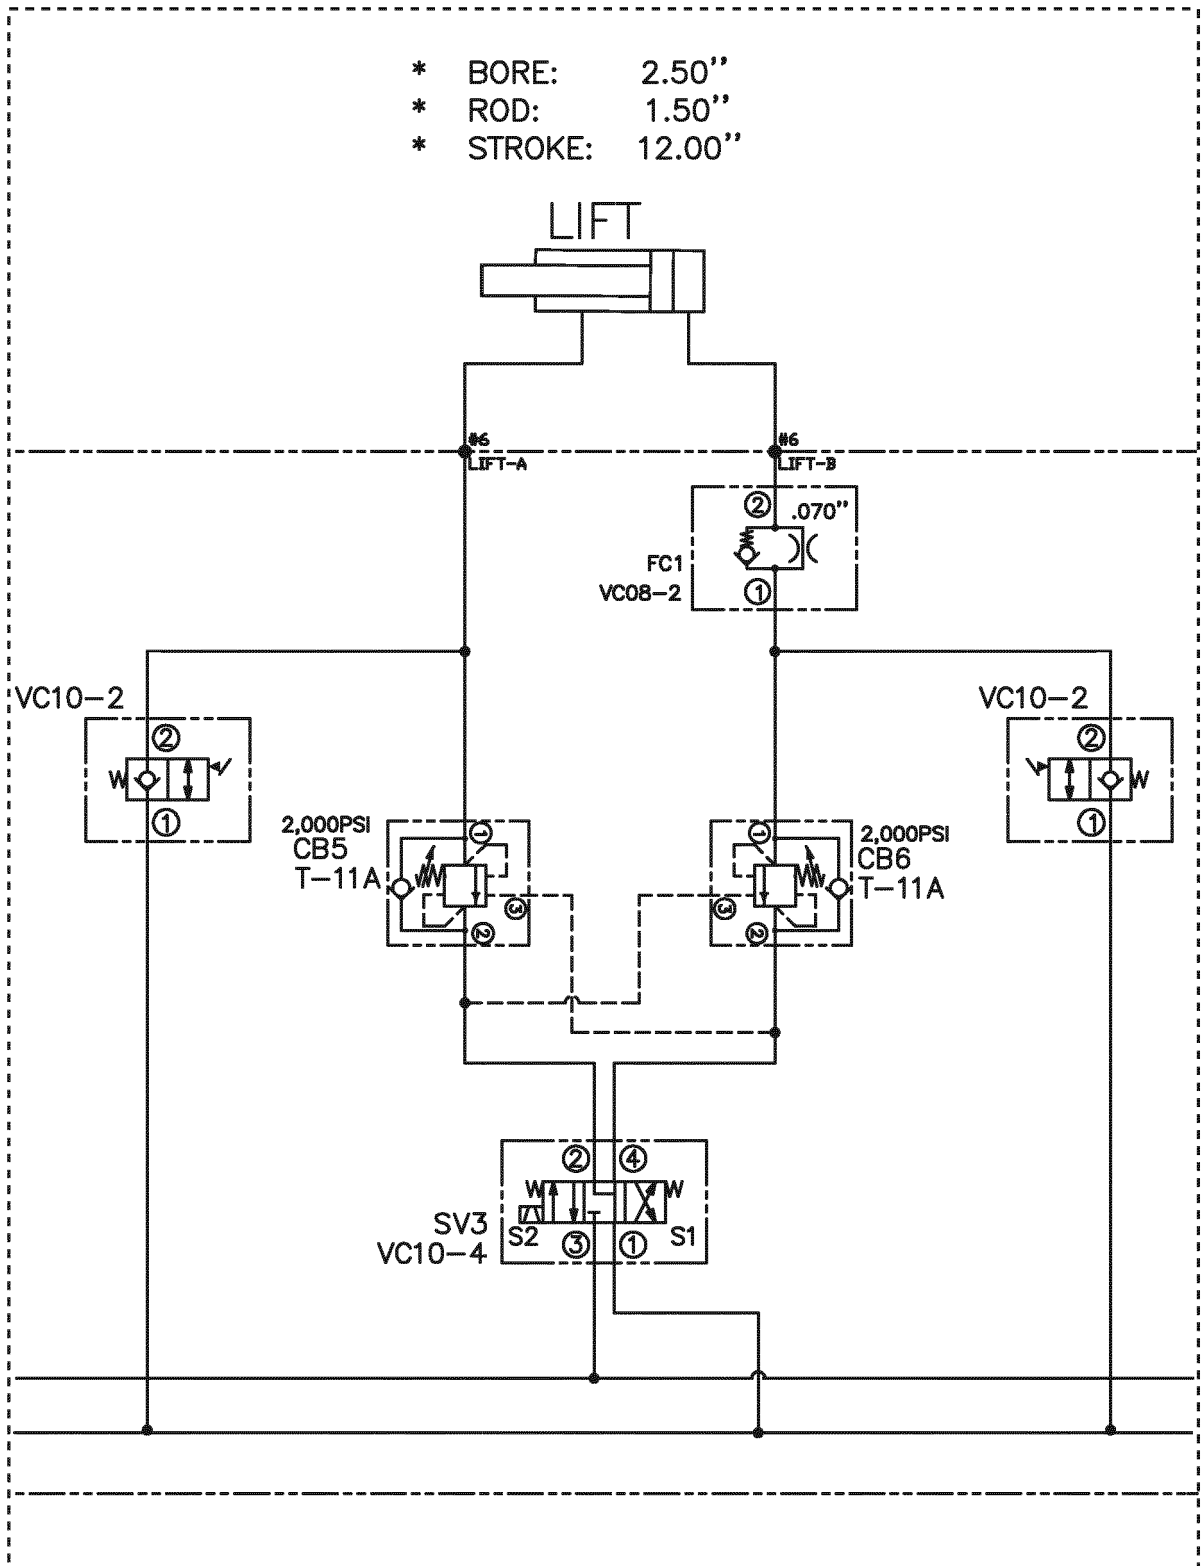 * BORE: 2.50"
* ROD: 1.50"
* STROKE: 12.00"
LIFT
#6
LIFT-A
#6
LIFT-B
2
.070"
FC1
VC08-2
1
VC10-2
2
1
VC10-2
2
1
2,000PSI
CB5
T-11A
1
3
2
2,000PSI
CB6
T-11A
1
3
2
2
4
SV3
VC10-4
S2
3
1
S1